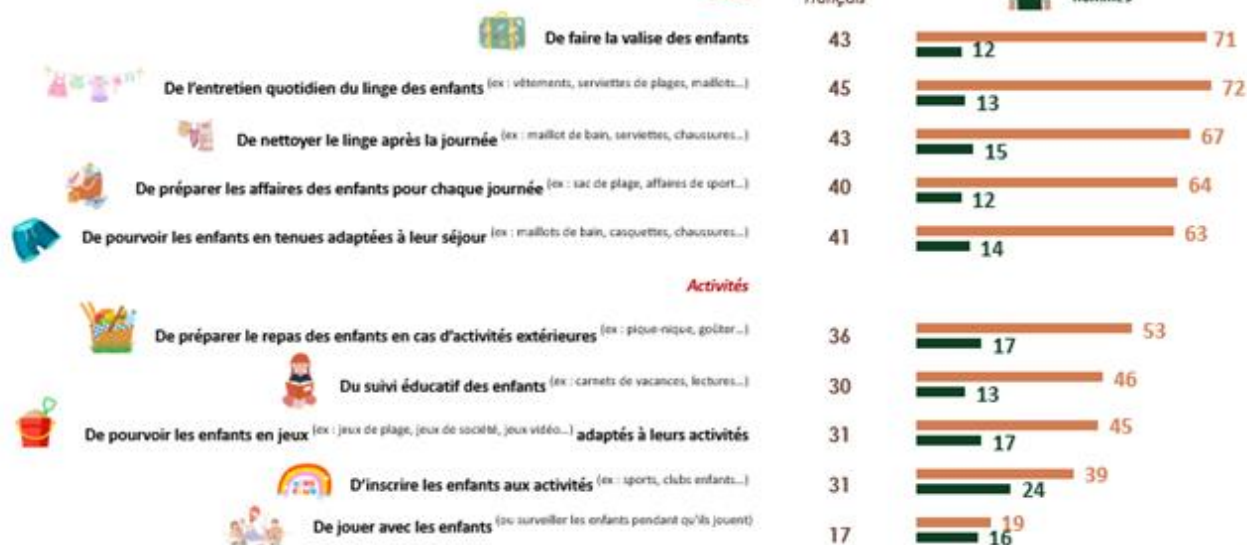 Français
De faire la valise des enfants 43 71
12
De l'entretien quotidien du linge des enfants (ex : vêtements, serviettes de plages, maillots...) 45 72
13
De nettoyer le linge après la journée (ex : maillot de bain, serviettes, chaussures...) 43 67
15
De préparer les affaires des enfants pour chaque journée (ex : sac de plage, affaires de sport...) 40 64
12
De pourvoir les enfants en tenues adaptées à leur séjour (ex : maillots de bain, casquettes, chaussures...) 41 63
14
Activités
De préparer le repas des enfants en cas d'activités extérieures (ex : pique-nique, goûter...) 36 53
17
Du suivi éducatif des enfants (ex : carnets de vacances, lectures...) 30 46
13
De pourvoir les enfants en jeux (ex : jeux de plage, jeux de société, jeux vidéo...) adaptés à leurs activités 31 45
17
D'inscrire les enfants aux activités (ex : sports, clubs enfants...) 31 39
24
De jouer avec les enfants (ou surveiller les enfants pendant qu'ils jouent) 17 19
16